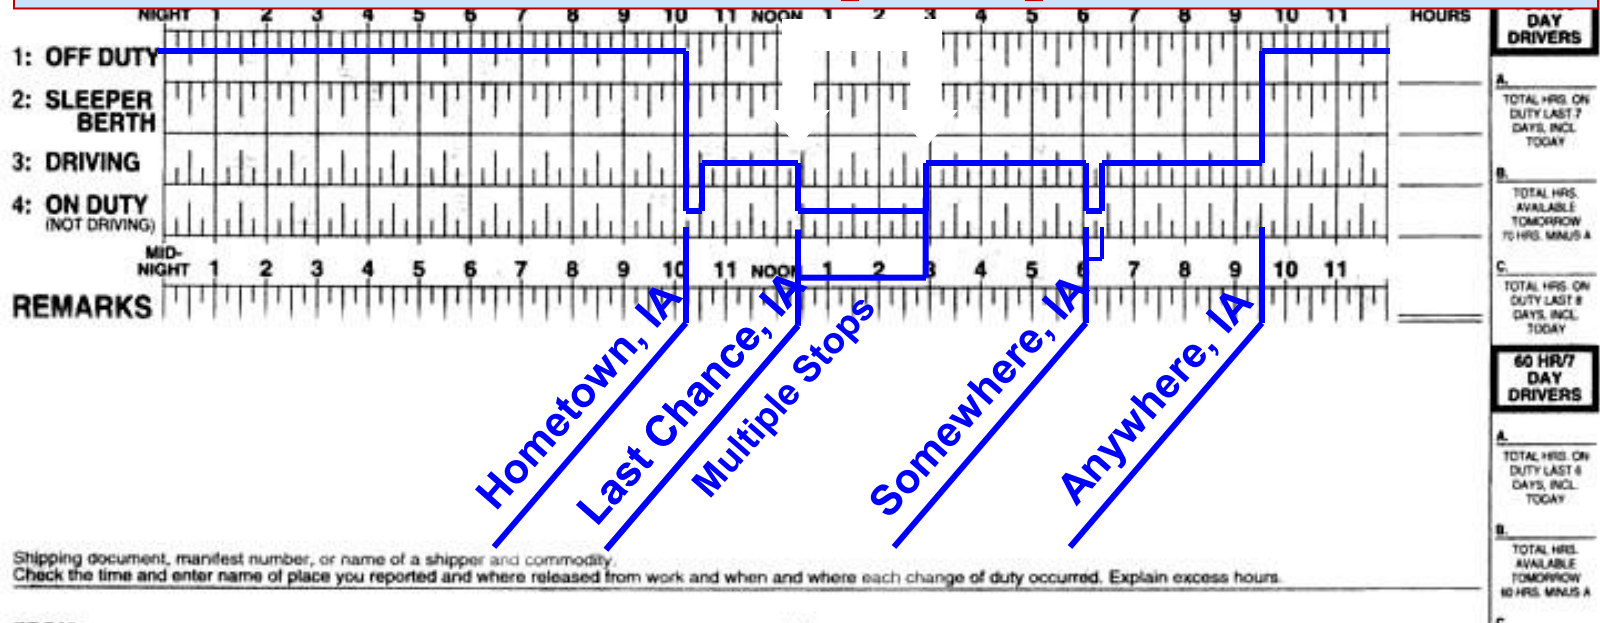 NIGHT 1 2 3 4 5 6 7 8 9 10 11 NOON 1 2 3 4 5 6 7 8 9 10 11 HOURS
DAY
DRIVERS
1: OFF DUTY
2: SLEEPER
BERTH
3: DRIVING
4: ON DUTY
(NOT DRIVING)
MID-
NIGHT 1 2 3 4 5 6 7 8 9 10 11 NOON 1 2 3 4 5 6 7 8 9 10 11
REMARKS
Hometown, IA
Last Chance, IA
Multiple Stops
Somewhere, IA
Anywhere, IA
A.
TOTAL HRS. ON
DUTY LAST 7
DAYS, INCL.
TODAY
B.
TOTAL HRS.
AVAILABLE
TOMORROW
70 HRS. MINUS A
C.
TOTAL HRS. ON
DUTY LAST 8
DAYS, INCL.
TODAY
60 HR/7
DAY
DRIVERS
A.
TOTAL HRS. ON
DUTY LAST 6
DAYS, INCL.
TODAY
B.
TOTAL HRS.
AVAILABLE
TOMORROW
60 HRS. MINUS A
Shipping document, manifest number, or name of a shipper and commodity.
Check the time and enter name of place you reported and where released from work and when and where each change of duty occurred. Explain excess hours.